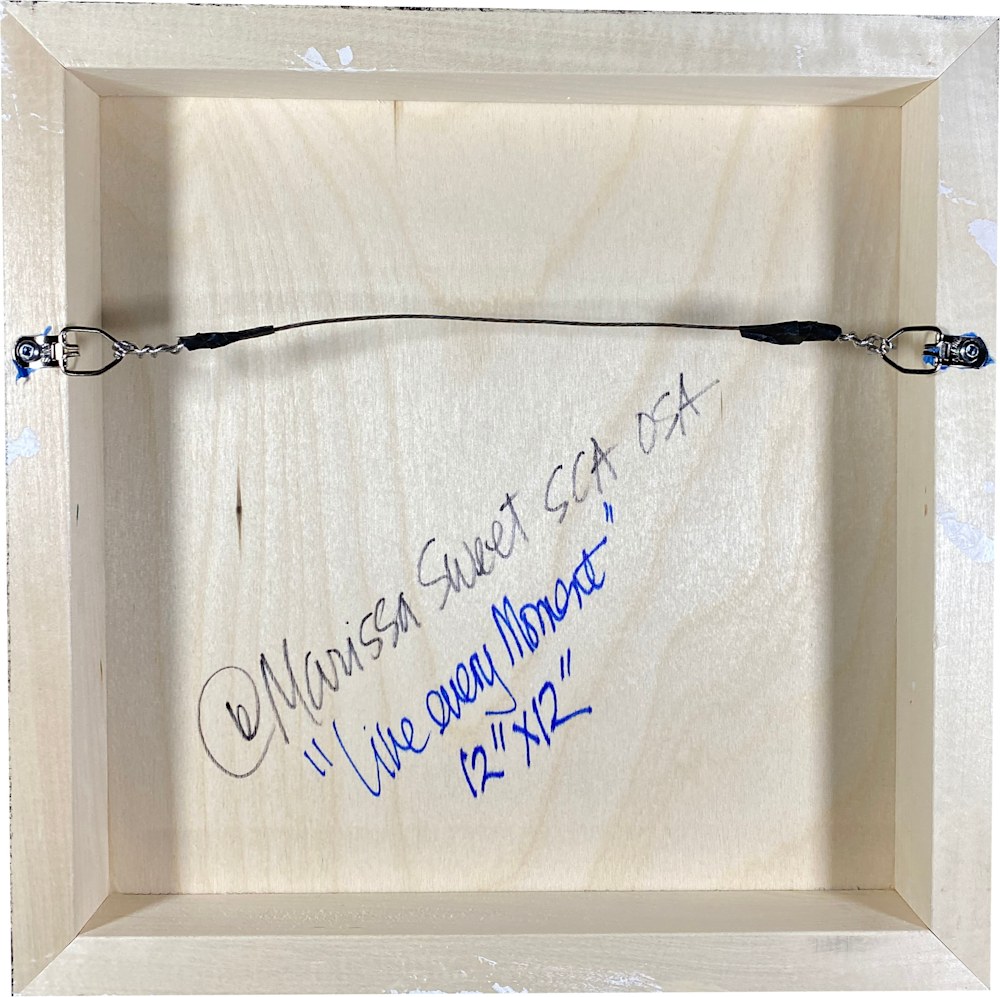 @Marissa Sweet SCA OSA
"Live every Moment"
12" X12"